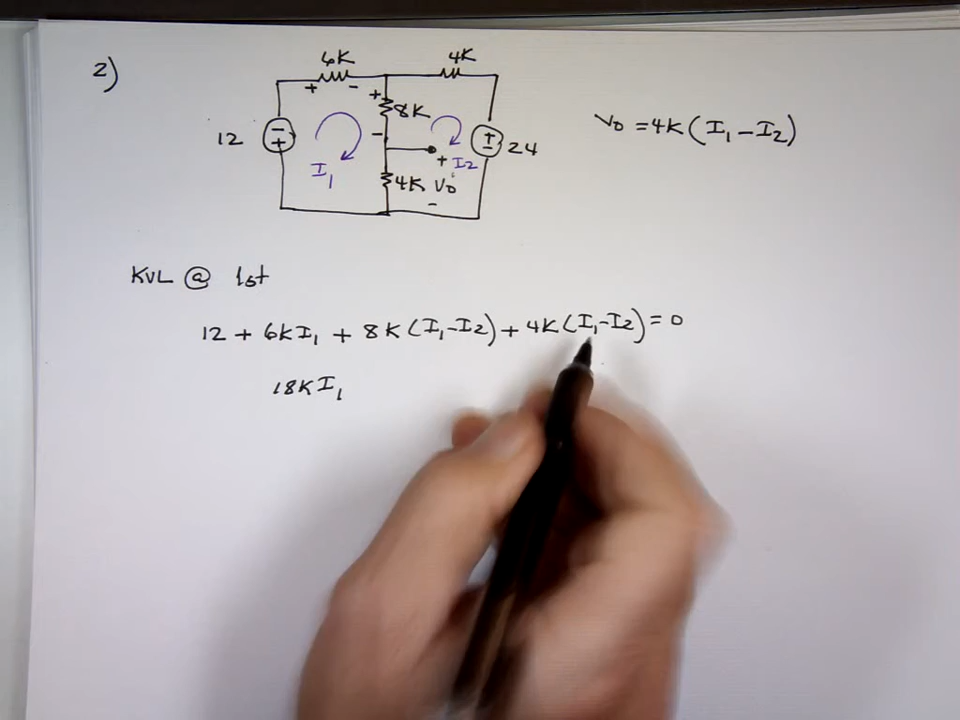 2)
6K
4K
+ -
+
8K
-
12
- +
I1
I2
+ -
24
+
4K Vo
-
Vo = 4K (I1 - I2)
KVL @ 1st
12 + 6KI1 + 8K (I1 - I2) + 4K (I1 - I2) = 0
18KI1